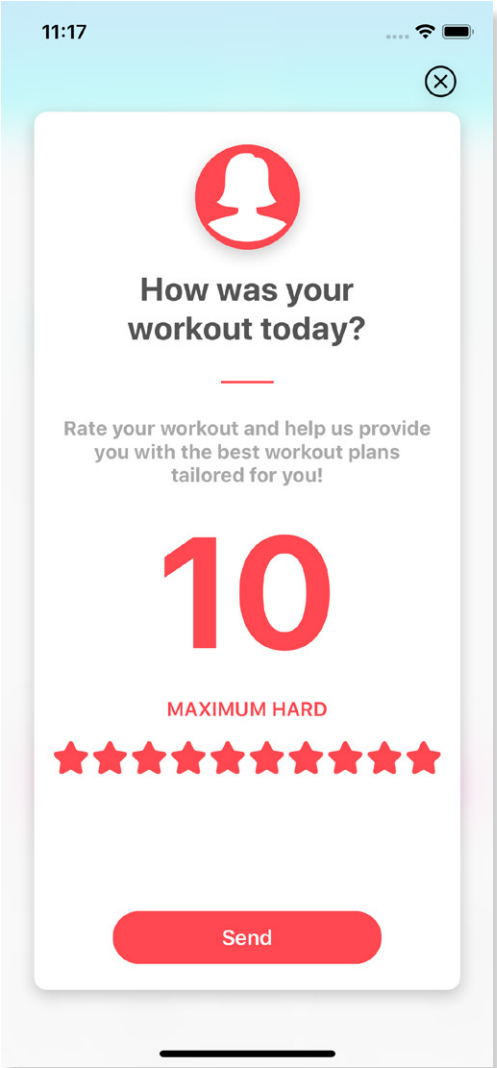 11:17
How was your
workout today?
Rate your workout and help us provide
you with the best workout plans
tailored for you!
10
MAXIMUM HARD
Send